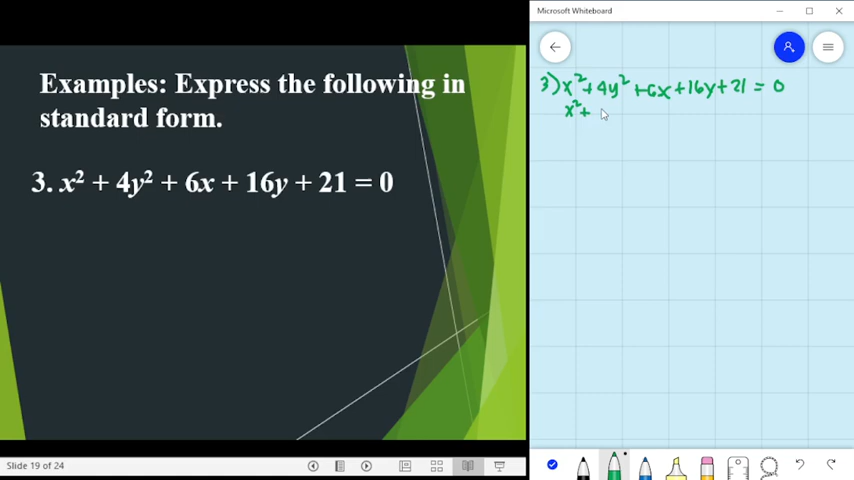 Microsoft Whiteboard
Examples: Express the following in
standard form.
3. x² + 4y² + 6x + 16y + 21 = 0
3) x² + 4y² + 6x + 16y + 21 = 0
x² +
Slide 19 of 24